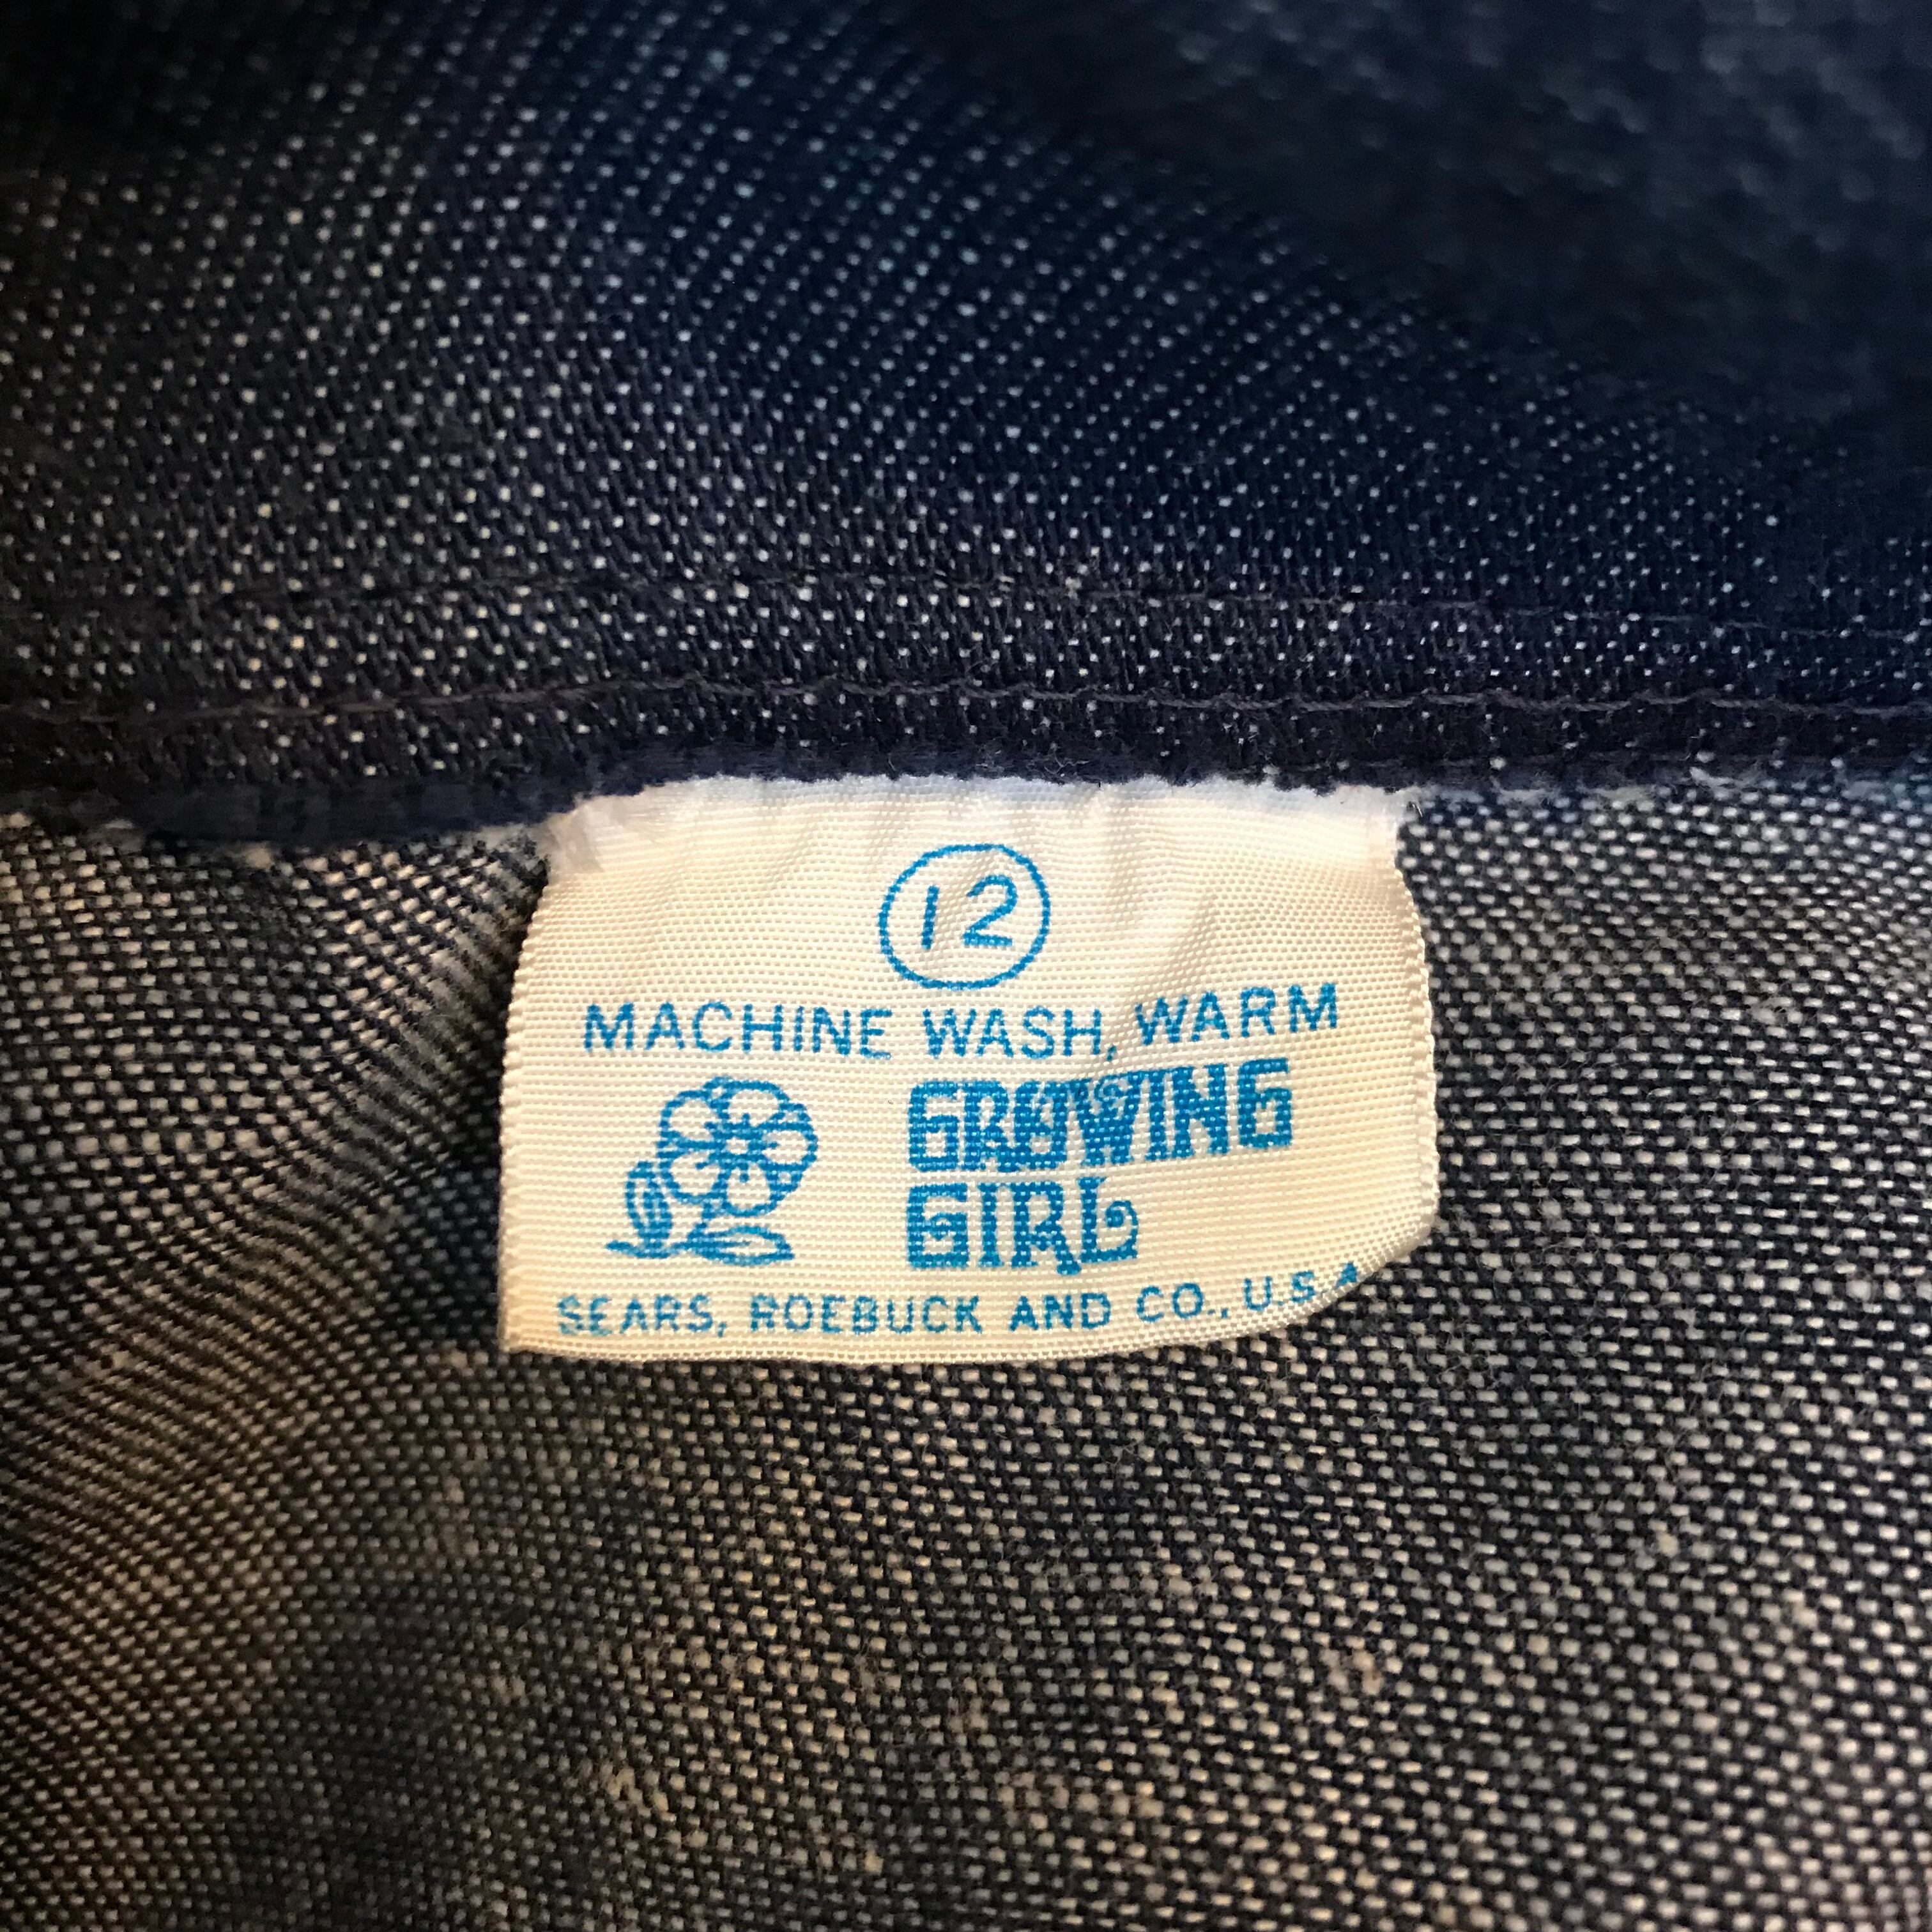 12
MACHINE WASH, WARM
GROWING
GIRL
SEARS, ROEBUCK AND CO., U.S.A.